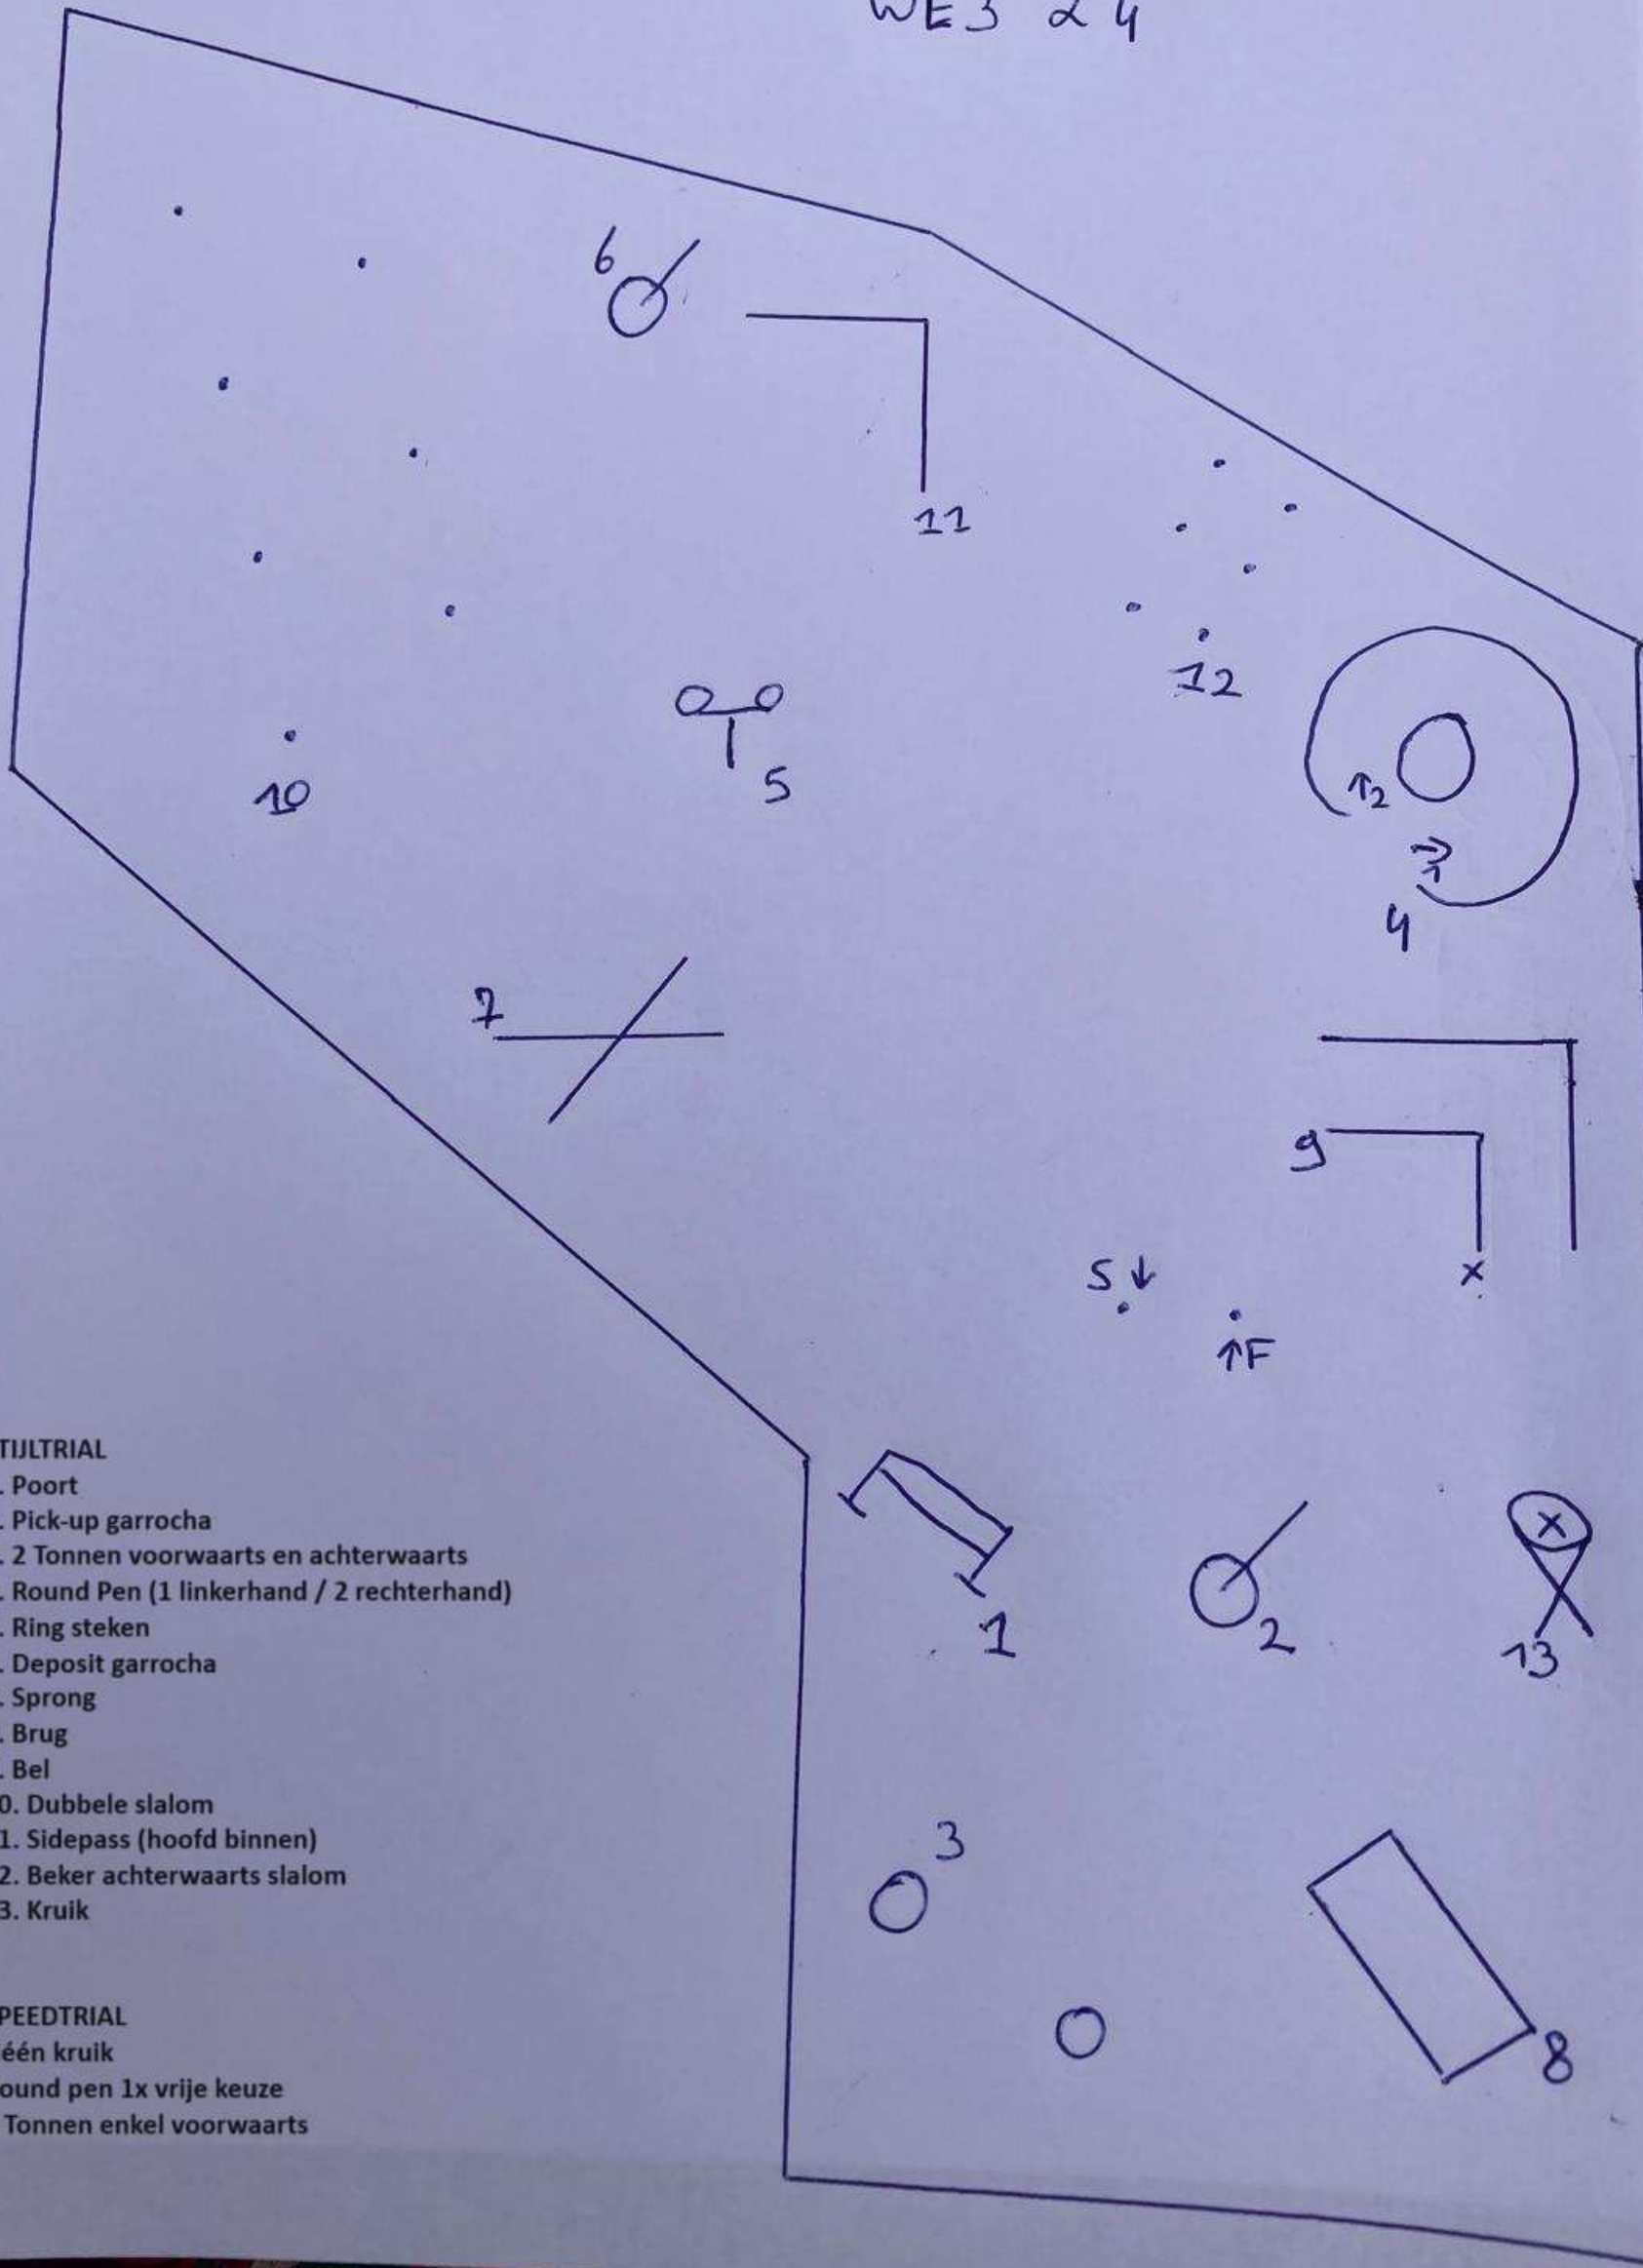 WE3 & 4
6
11
12
10
5
↑2
→1
4
7
9
x
S ↓
↑F
TIJLTRIAL
. Poort
. Pick-up garrocha
. 2 Tonnen voorwaarts en achterwaarts
. Round Pen (1 linkerhand / 2 rechterhand)
. Ring steken
. Deposit garrocha
. Sprong
. Brug
. Bel
0. Dubbele slalom
1. Sidepass (hoofd binnen)
2. Beker achterwaarts slalom
3. Kruik
1
2
x
13
3
8
PEEDTRIAL
één kruik
ound pen 1x vrije keuze
Tonnen enkel voorwaarts